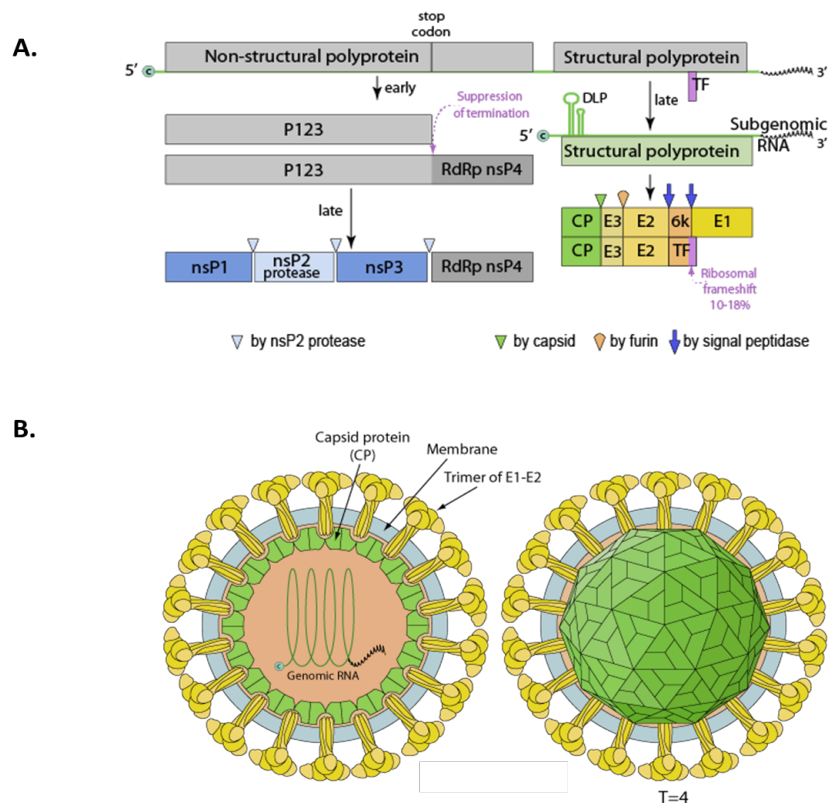 A.
stop
codon
Non-structural polyprotein
Structural polyprotein
5’ c
3’
TF
early
Suppression
of termination
DLP
late
P123
5’ c
Subgenomic
RNA
3’
Structural polyprotein
P123 RdRp nsP4
late
CP E3 E2 6k E1
CP E3 E2 TF
nsP1 nsP2
protease nsP3 RdRp nsP4
Ribosomal
frameshift
10-18%
by nsP2 protease by capsid by furin by signal peptidase
B.
Capsid protein
(CP)
Membrane
Trimer of E1-E2
c
Genomic RNA
T=4